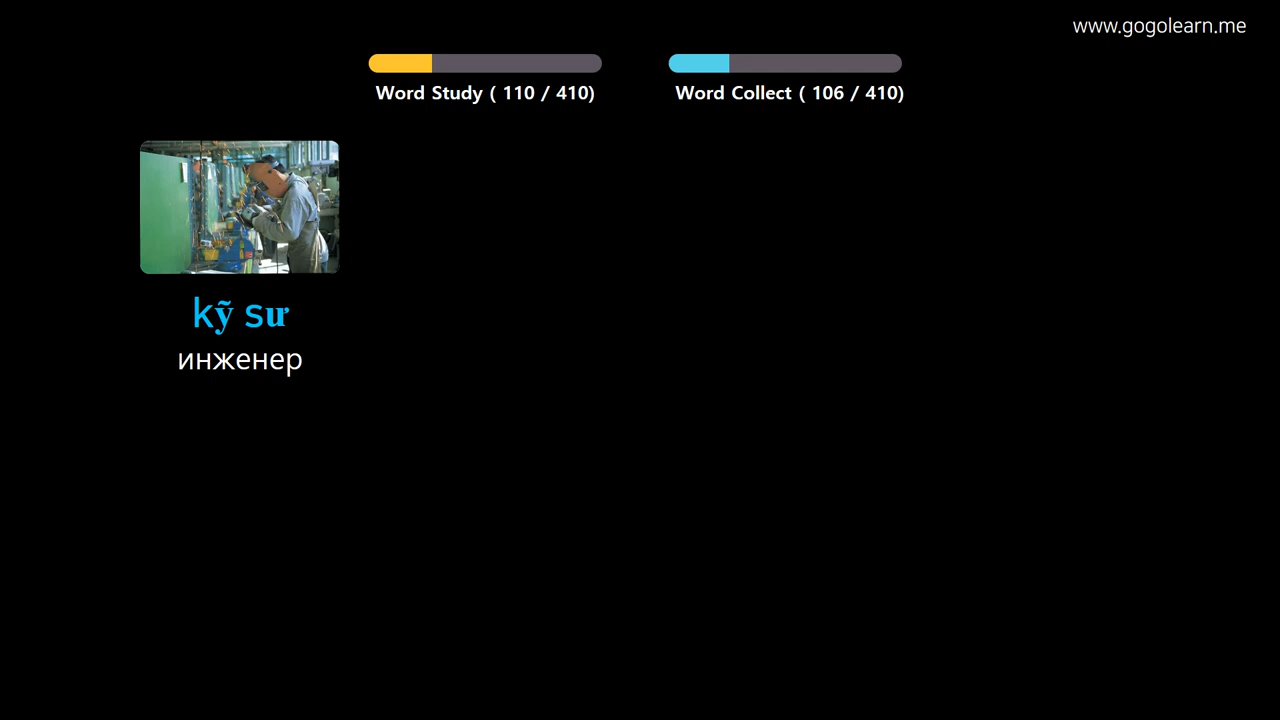 www.gogolearn.me
Word Study ( 110 / 410)
Word Collect ( 106 / 410)
kỹ sư
инженер